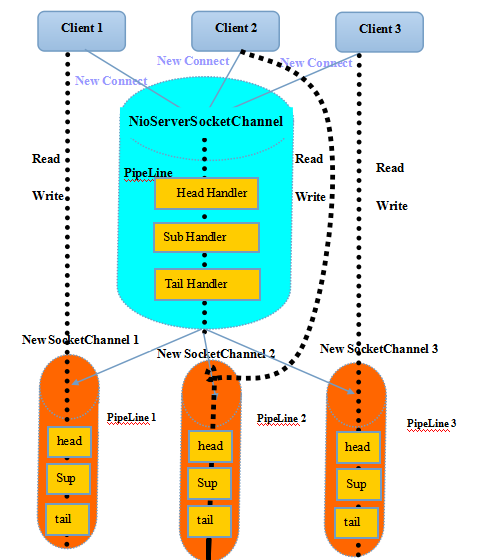 Client 1
Client 2
Client 3
New Connect
New Connect
New Connect
NioServerSocketChannel
Read
Read
Read
PipeLine
Head Handler
Write
Write
Write
Sub Handler
Tail Handler
New SocketChannel 1
New SocketChannel 2
New SocketChannel 3
PipeLine 1
PipeLine 2
PipeLine 3
head
head
head
Sup
Sup
Sup
tail
tail
tail